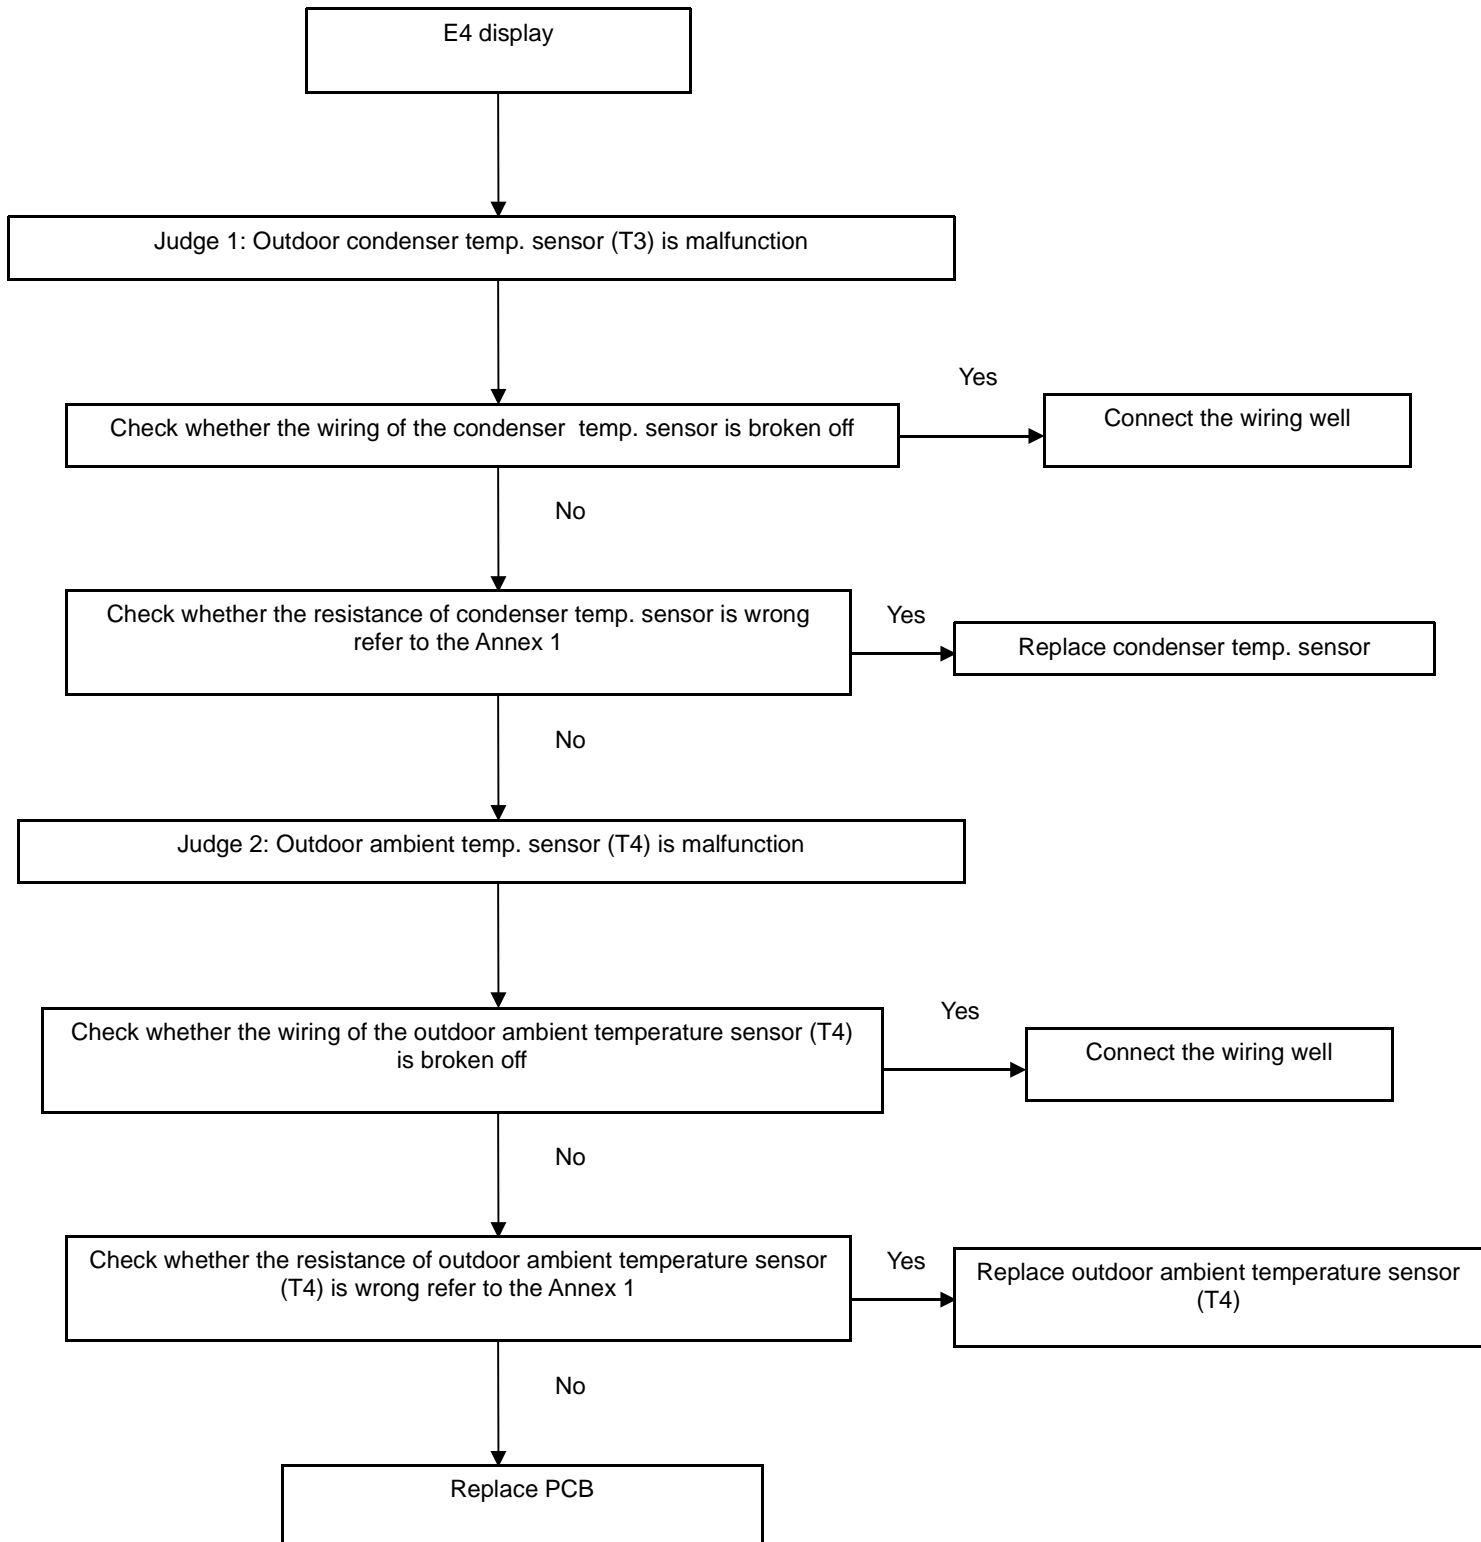 E4 display
Judge 1: Outdoor condenser temp. sensor (T3) is malfunction
Yes
Check whether the wiring of the condenser  temp. sensor is broken off
Connect the wiring well
No
Check whether the resistance of condenser temp. sensor is wrong
refer to the Annex 1
Yes
Replace condenser temp. sensor
No
Judge 2: Outdoor ambient temp. sensor (T4) is malfunction
Check whether the wiring of the outdoor ambient temperature sensor (T4)
is broken off
Yes
Connect the wiring well
No
Check whether the resistance of outdoor ambient temperature sensor
(T4) is wrong refer to the Annex 1
Yes
Replace outdoor ambient temperature sensor
(T4)
No
Replace PCB